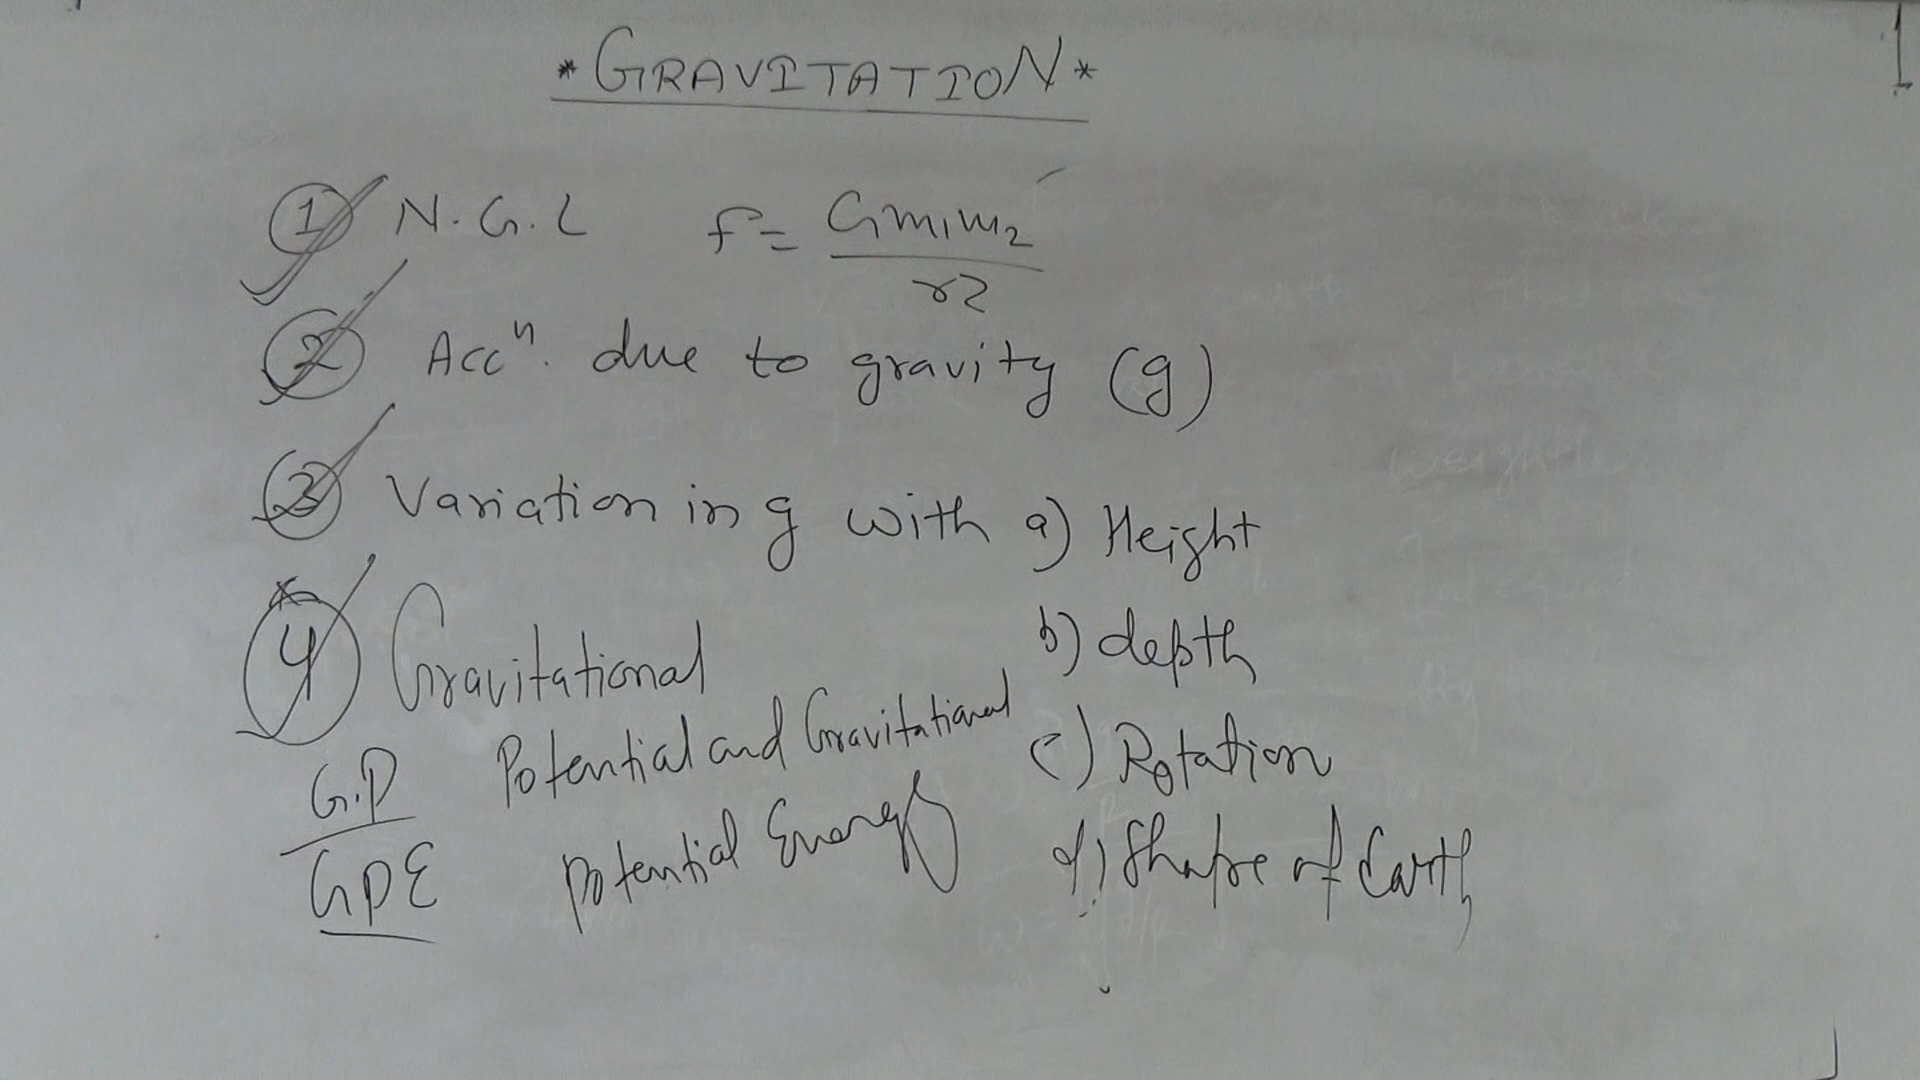 * GRAVITATION *
1 N.G.L f = Gm1m2 / r2
2 Accⁿ. due to gravity (g)
3 Variation in g with a) Height
b) depth
c) Rotation
d) Shape of Earth
4 Gravitational
Potential and Gravitational
Potential Energy
G.P
GPE